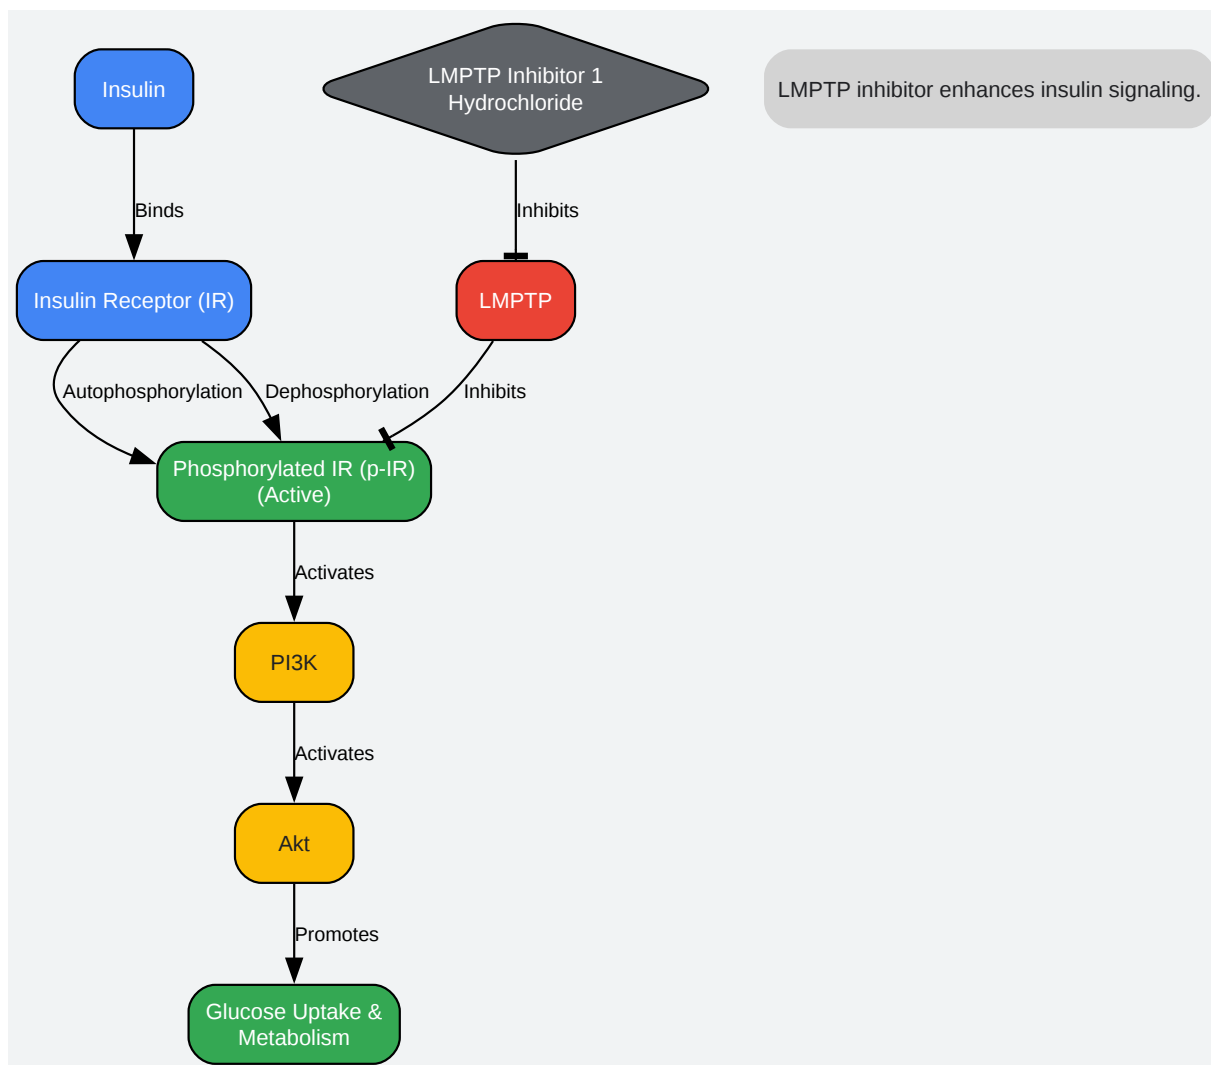 Insulin
LMPTP Inhibitor 1
Hydrochloride
LMPTP inhibitor enhances insulin signaling.
Binds
Inhibits
Insulin Receptor (IR)
LMPTP
Autophosphorylation
Dephosphorylation
Inhibits
Phosphorylated IR (p-IR)
(Active)
Activates
PI3K
Activates
Akt
Promotes
Glucose Uptake &
Metabolism